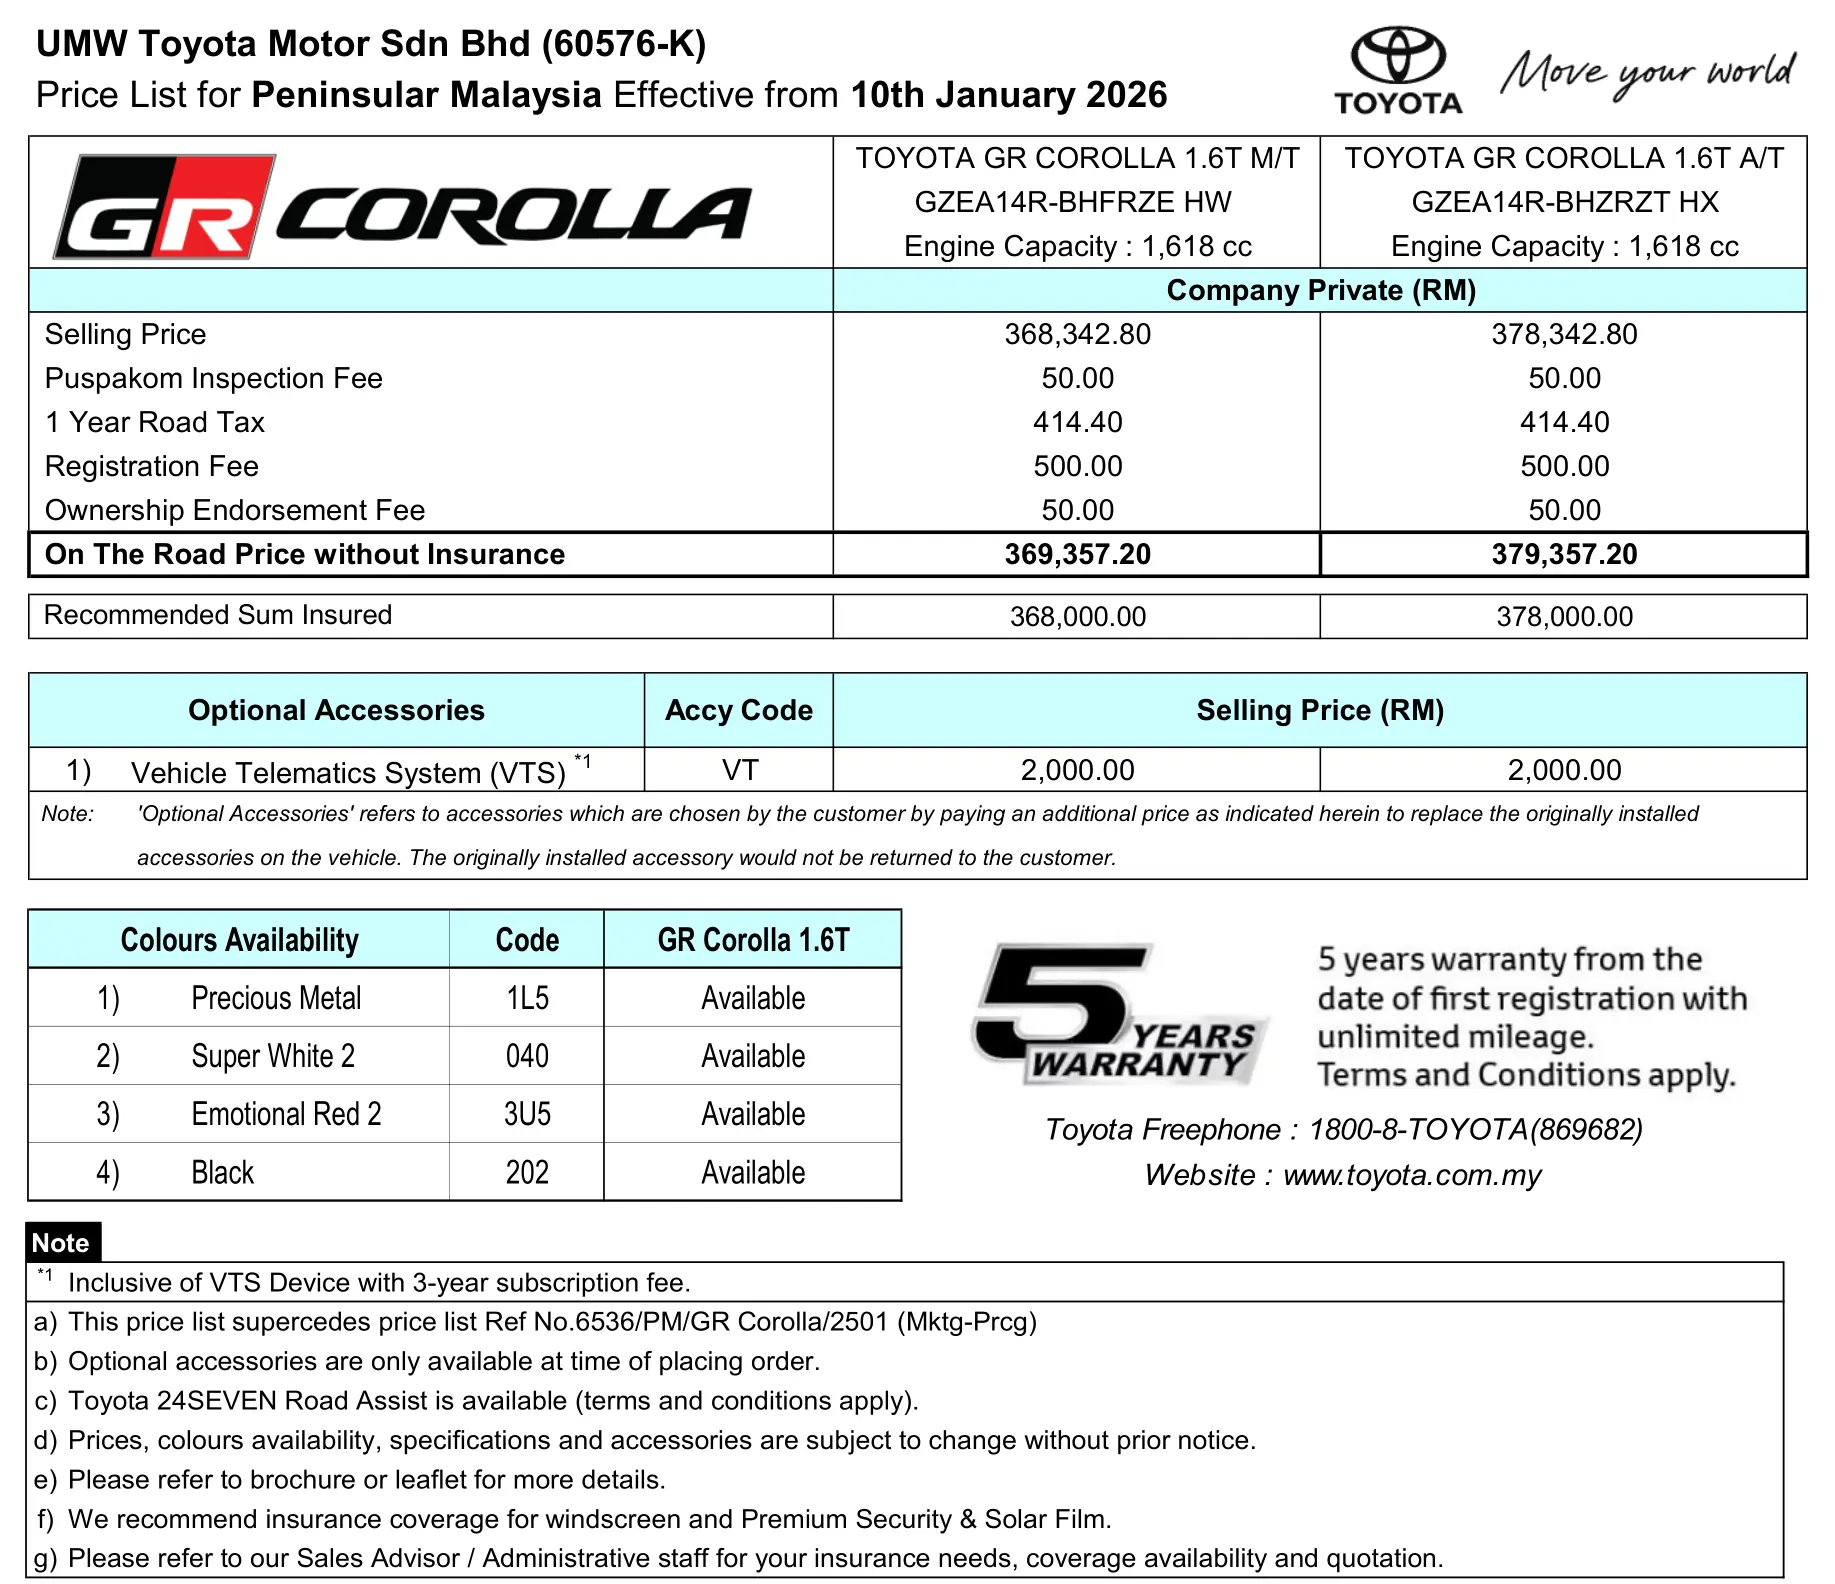 UMW Toyota Motor Sdn Bhd (60576-K)
Price List for Peninsular Malaysia Effective from 10th January 2026
TOYOTA
Move your world
GR COROLLA
TOYOTA GR COROLLA 1.6T M/T
GZEA14R-BHFRZE HW
Engine Capacity : 1,618 cc
TOYOTA GR COROLLA 1.6T A/T
GZEA14R-BHZRZT HX
Engine Capacity : 1,618 cc
Company Private (RM)
Selling Price 368,342.80 378,342.80
Puspakom Inspection Fee 50.00 50.00
1 Year Road Tax 414.40 414.40
Registration Fee 500.00 500.00
Ownership Endorsement Fee 50.00 50.00
On The Road Price without Insurance 369,357.20 379,357.20
Recommended Sum Insured 368,000.00 378,000.00
Optional Accessories Accy Code Selling Price (RM)
1) Vehicle Telematics System (VTS) *1 VT 2,000.00 2,000.00
Note: 'Optional Accessories' refers to accessories which are chosen by the customer by paying an additional price as indicated herein to replace the originally installed
accessories on the vehicle. The originally installed accessory would not be returned to the customer.
Colours Availability Code GR Corolla 1.6T
1) Precious Metal 1L5 Available
2) Super White 2 040 Available
3) Emotional Red 2 3U5 Available
4) Black 202 Available
5 YEARS
WARRANTY
5 years warranty from the
date of first registration with
unlimited mileage.
Terms and Conditions apply.
Toyota Freephone : 1800-8-TOYOTA(869682)
Website : www.toyota.com.my
Note
*1 Inclusive of VTS Device with 3-year subscription fee.
a) This price list supercedes price list Ref No.6536/PM/GR Corolla/2501 (Mktg-Prcg)
b) Optional accessories are only available at time of placing order.
c) Toyota 24SEVEN Road Assist is available (terms and conditions apply).
d) Prices, colours availability, specifications and accessories are subject to change without prior notice.
e) Please refer to brochure or leaflet for more details.
f) We recommend insurance coverage for windscreen and Premium Security & Solar Film.
g) Please refer to our Sales Advisor / Administrative staff for your insurance needs, coverage availability and quotation.